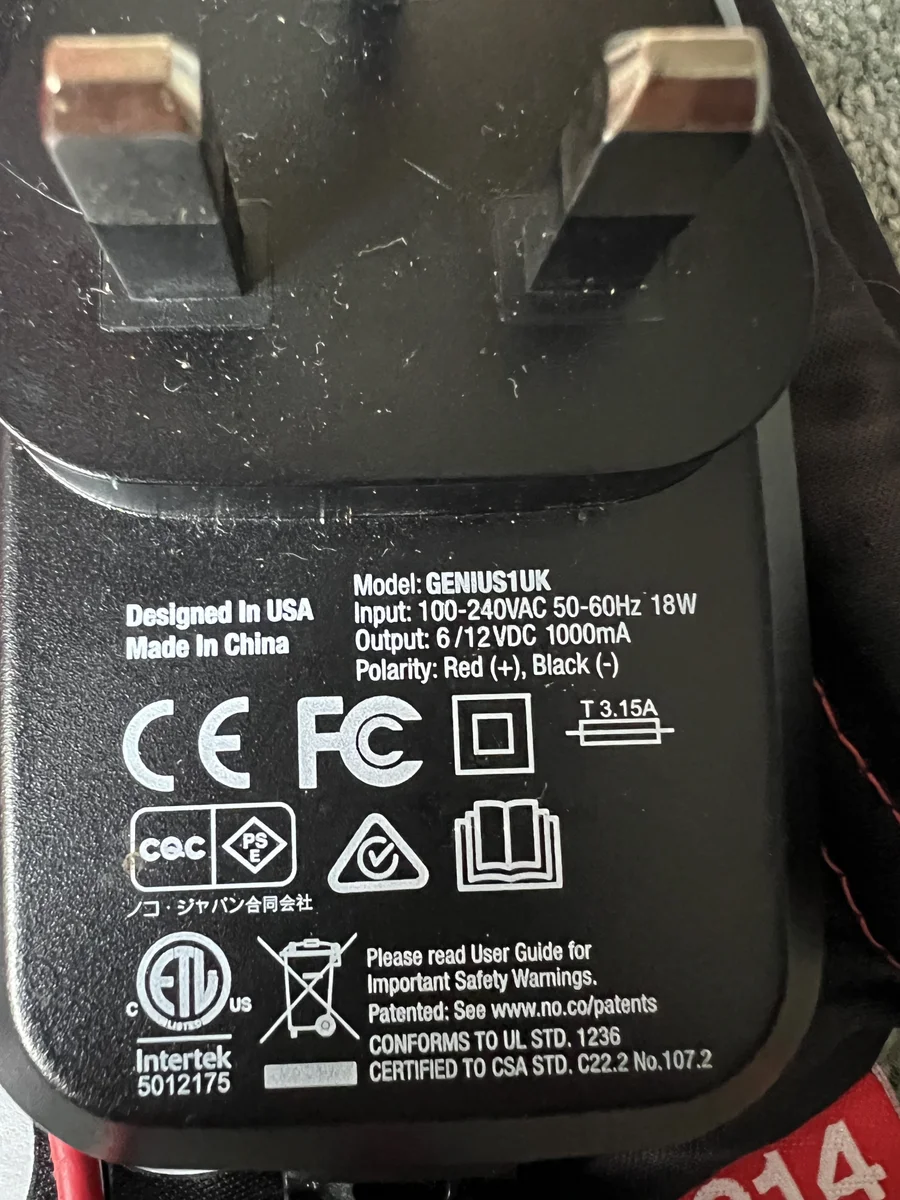 Designed In USA
Made In China
Model: GENIUS1UK
Input: 100-240VAC 50-60Hz 18W
Output: 6/12VDC 1000mA
Polarity: Red (+), Black (-)
CE
FC
T 3.15A
CQC
PS
E
ノコ・ジャパン合同会社
ETL
C
US
LISTED
Intertek
5012175
Please read User Guide for
Important Safety Warnings.
Patented: See www.no.co/patents
CONFORMS TO UL STD. 1236
CERTIFIED TO CSA STD. C22.2 No.107.2